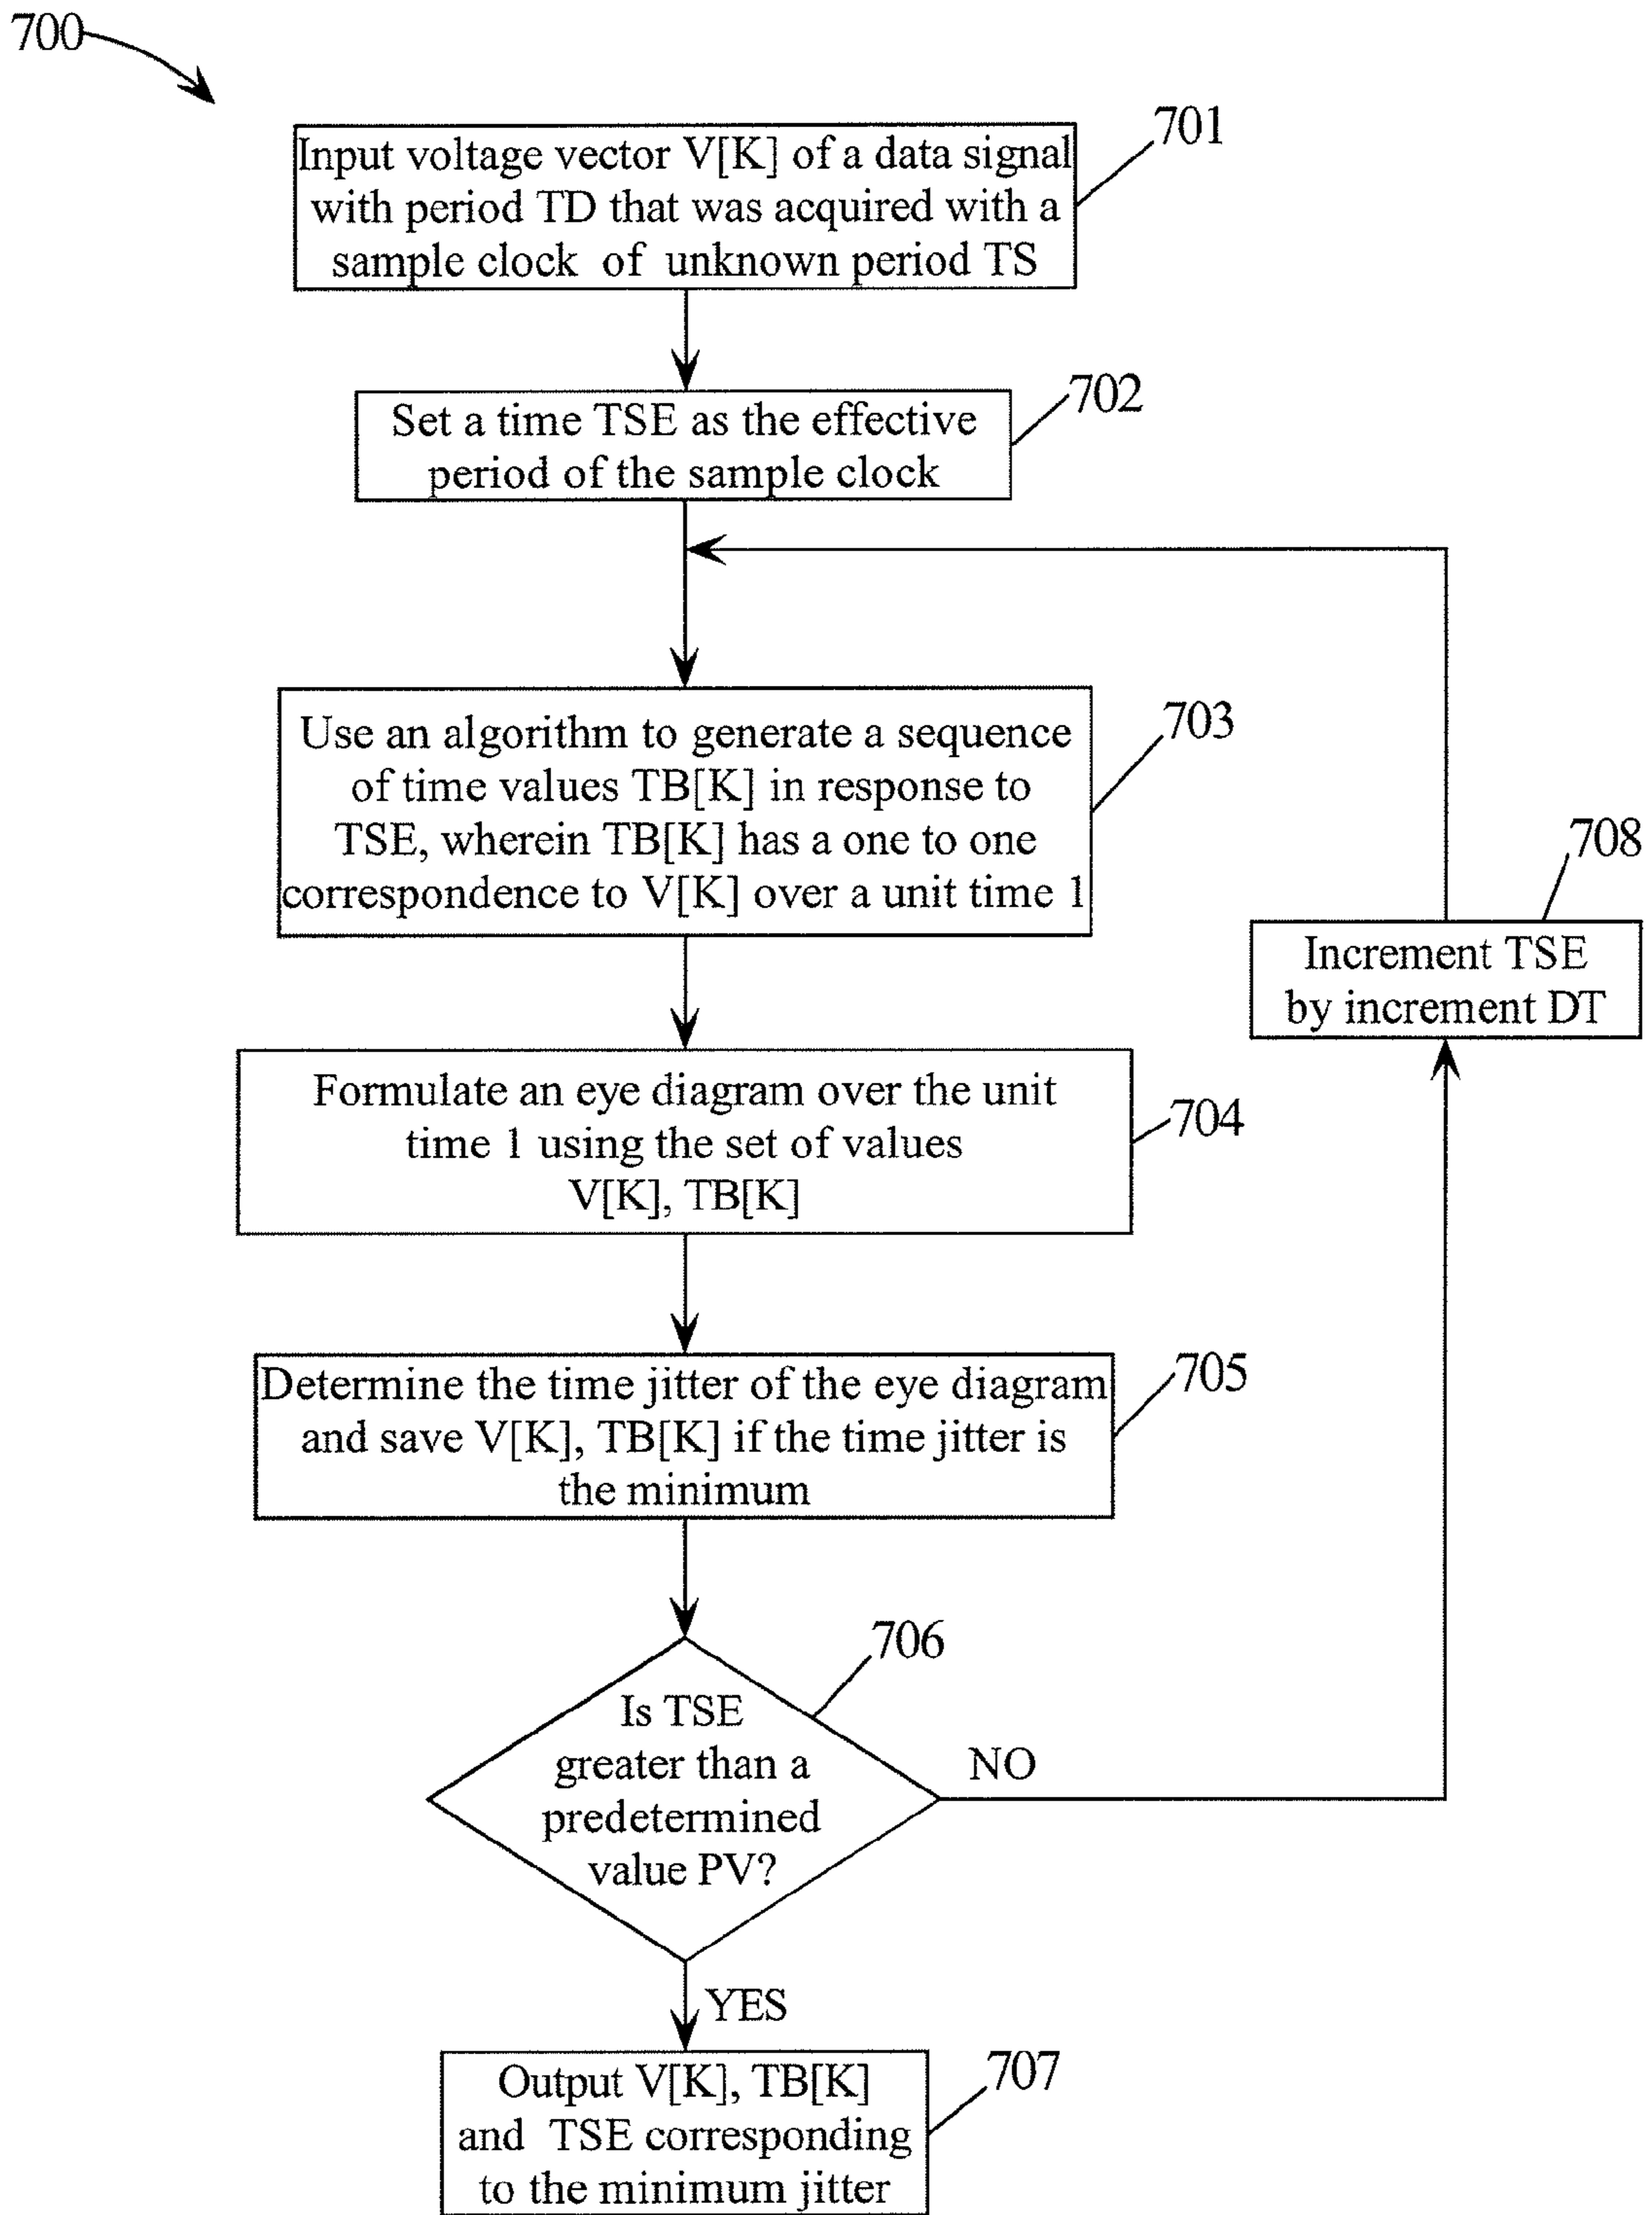 700
701
Input voltage vector V[K] of a data signal
with period TD that was acquired with a
sample clock of unknown period TS
702
Set a time TSE as the effective
period of the sample clock
703
Use an algorithm to generate a sequence
of time values TB[K] in response to
TSE, wherein TB[K] has a one to one
correspondence to V[K] over a unit time 1
708
Increment TSE
by increment DT
704
Formulate an eye diagram over the unit
time 1 using the set of values
V[K], TB[K]
705
Determine the time jitter of the eye diagram
and save V[K], TB[K] if the time jitter is
the minimum
706
Is TSE
greater than a
predetermined
value PV?
NO
YES
707
Output V[K], TB[K]
and TSE corresponding
to the minimum jitter